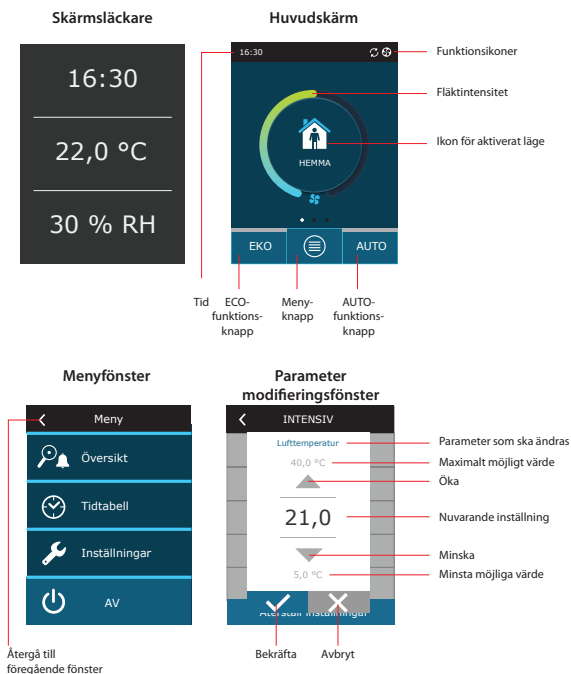 Skärmsläckare
Huvudskärm
16:30
22,0 °C
30 % RH
16:30
HEMMA
EKO
AUTO
Funktionsikoner
Fläktintensitet
Ikon för aktiverat läge
Tid
ECO-
funktions-
knapp
Meny-
knapp
AUTO-
funktions-
knapp
Menyfönster
Meny
Översikt
Tidtabell
Inställningar
AV
Återgå till
föregående fönster
Parameter
modifieringsfönster
INTENSIV
Lufttemperatur
40,0 °C
21,0
5,0 °C
Återställ inställningar
Parameter som ska ändras
Maximalt möjligt värde
Öka
Nuvarande inställning
Minska
Minsta möjliga värde
Bekräfta
Avbryt